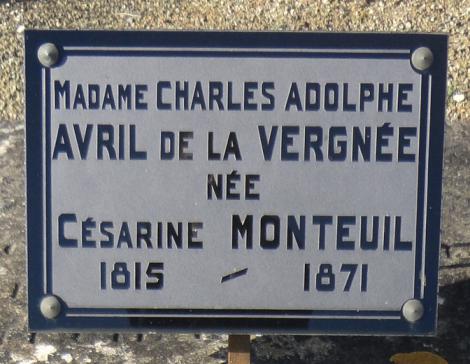 MADAME CHARLES ADOLPHE
AVRIL DE LA VERGNÉE
NÉE
CÉSARINE MONTEUIL
1815 - 1871